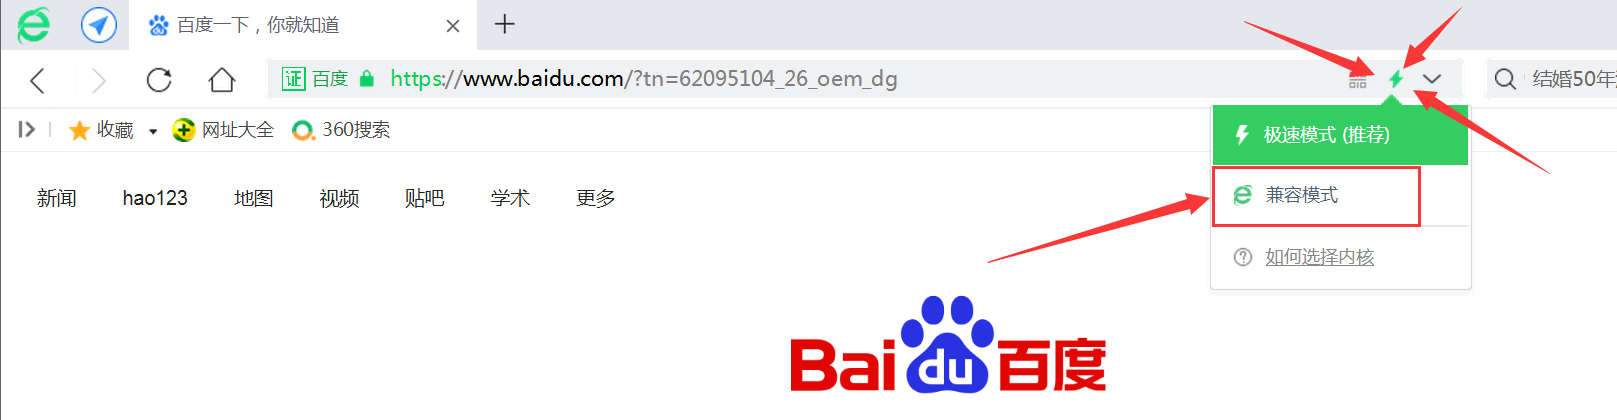 百度一下，你就知道
证 百度 https://www.baidu.com/?tn=62095104_26_oem_dg
结婚50年
收藏 网址大全 360搜索
极速模式 (推荐)
新闻 hao123 地图 视频 贴吧 学术 更多
兼容模式
如何选择内核
Bai du 百度